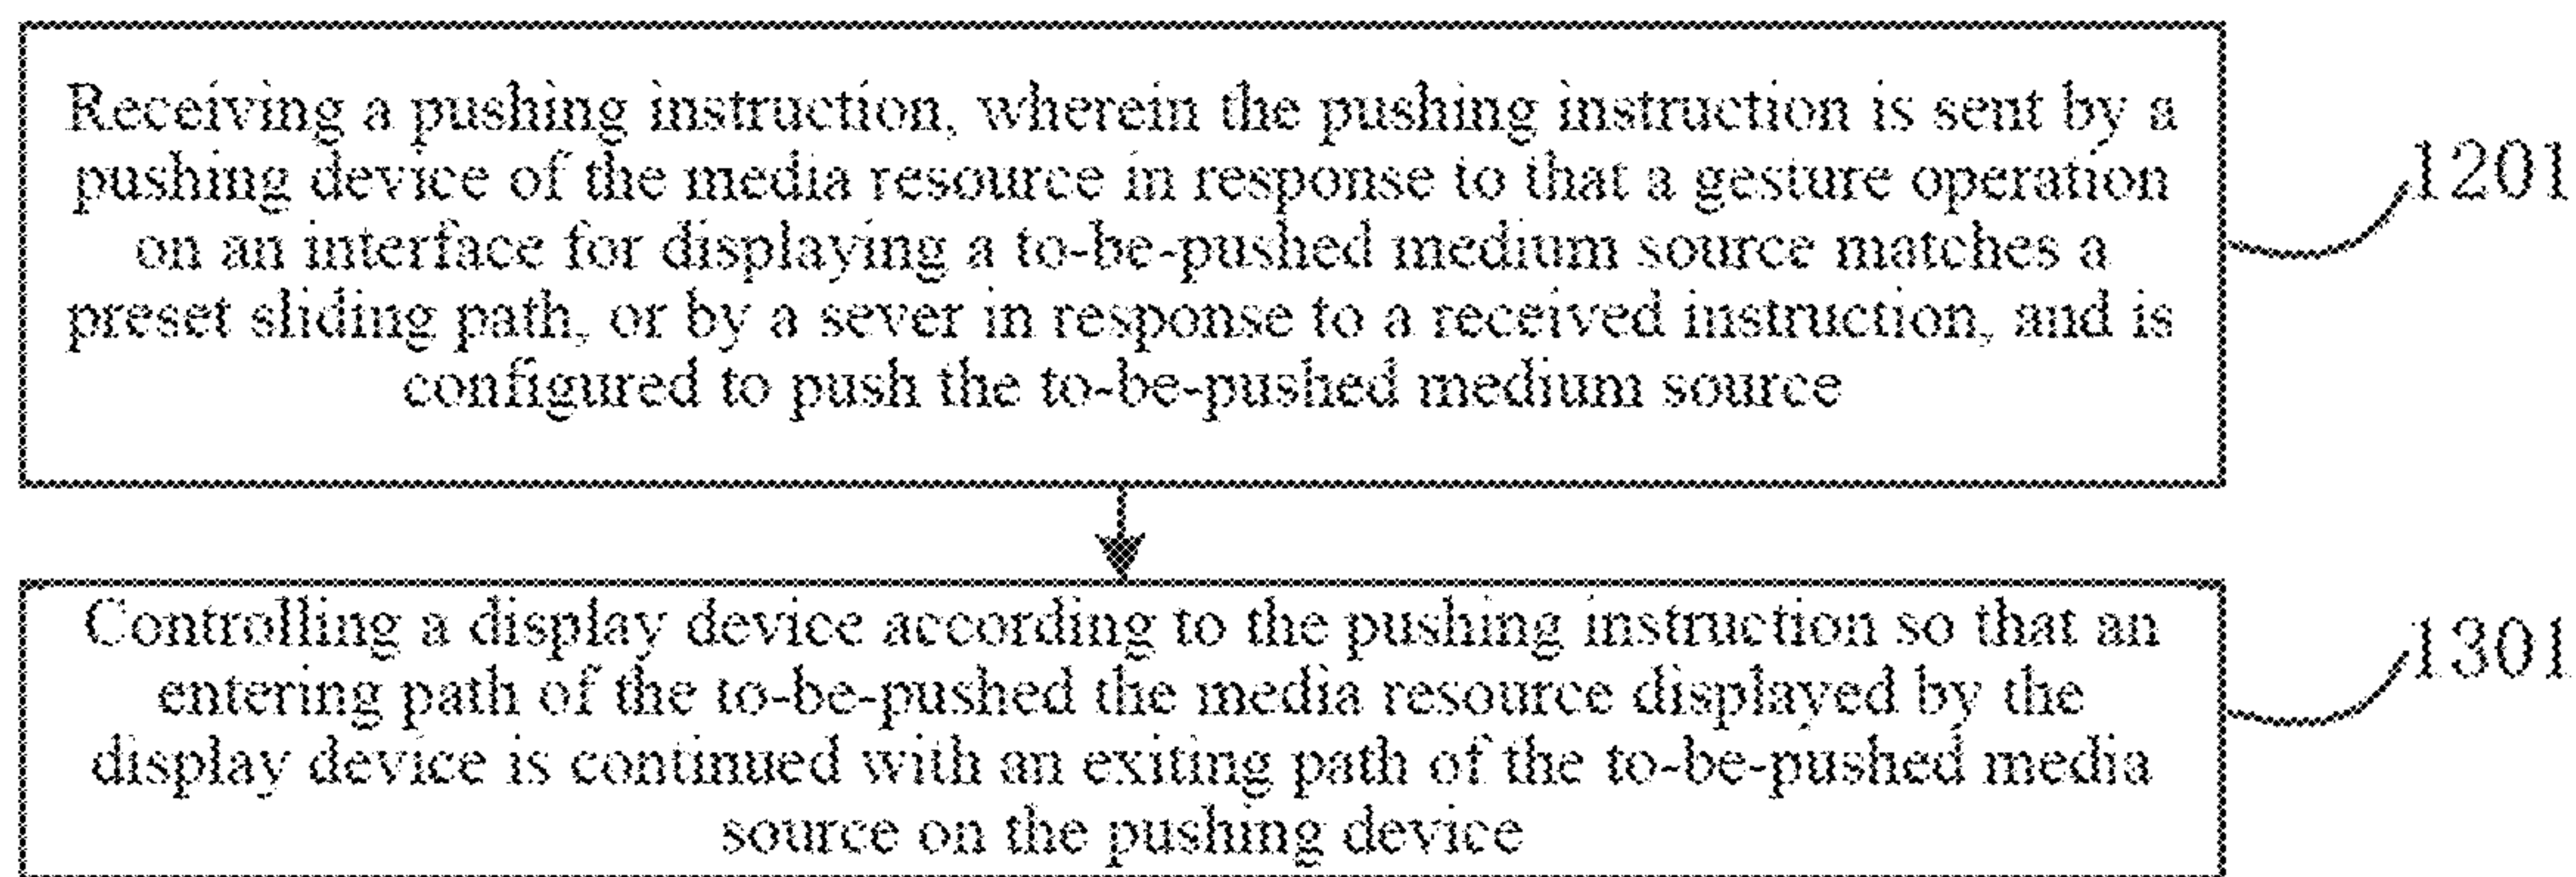 Receiving a pushing instruction, wherein the pushing instruction is sent by a
pushing device of the media resource in response to that a gesture operation
on an interface for displaying a to-be-pushed medium source matches a
preset sliding path, or by a sever in response to a received instruction, and is
configured to push the to-be-pushed medium source
1201
Controlling a display device according to the pushing instruction so that an
entering path of the to-be-pushed the media resource displayed by the
display device is continued with an exiting path of the to-be-pushed media
source on the pushing device
1301